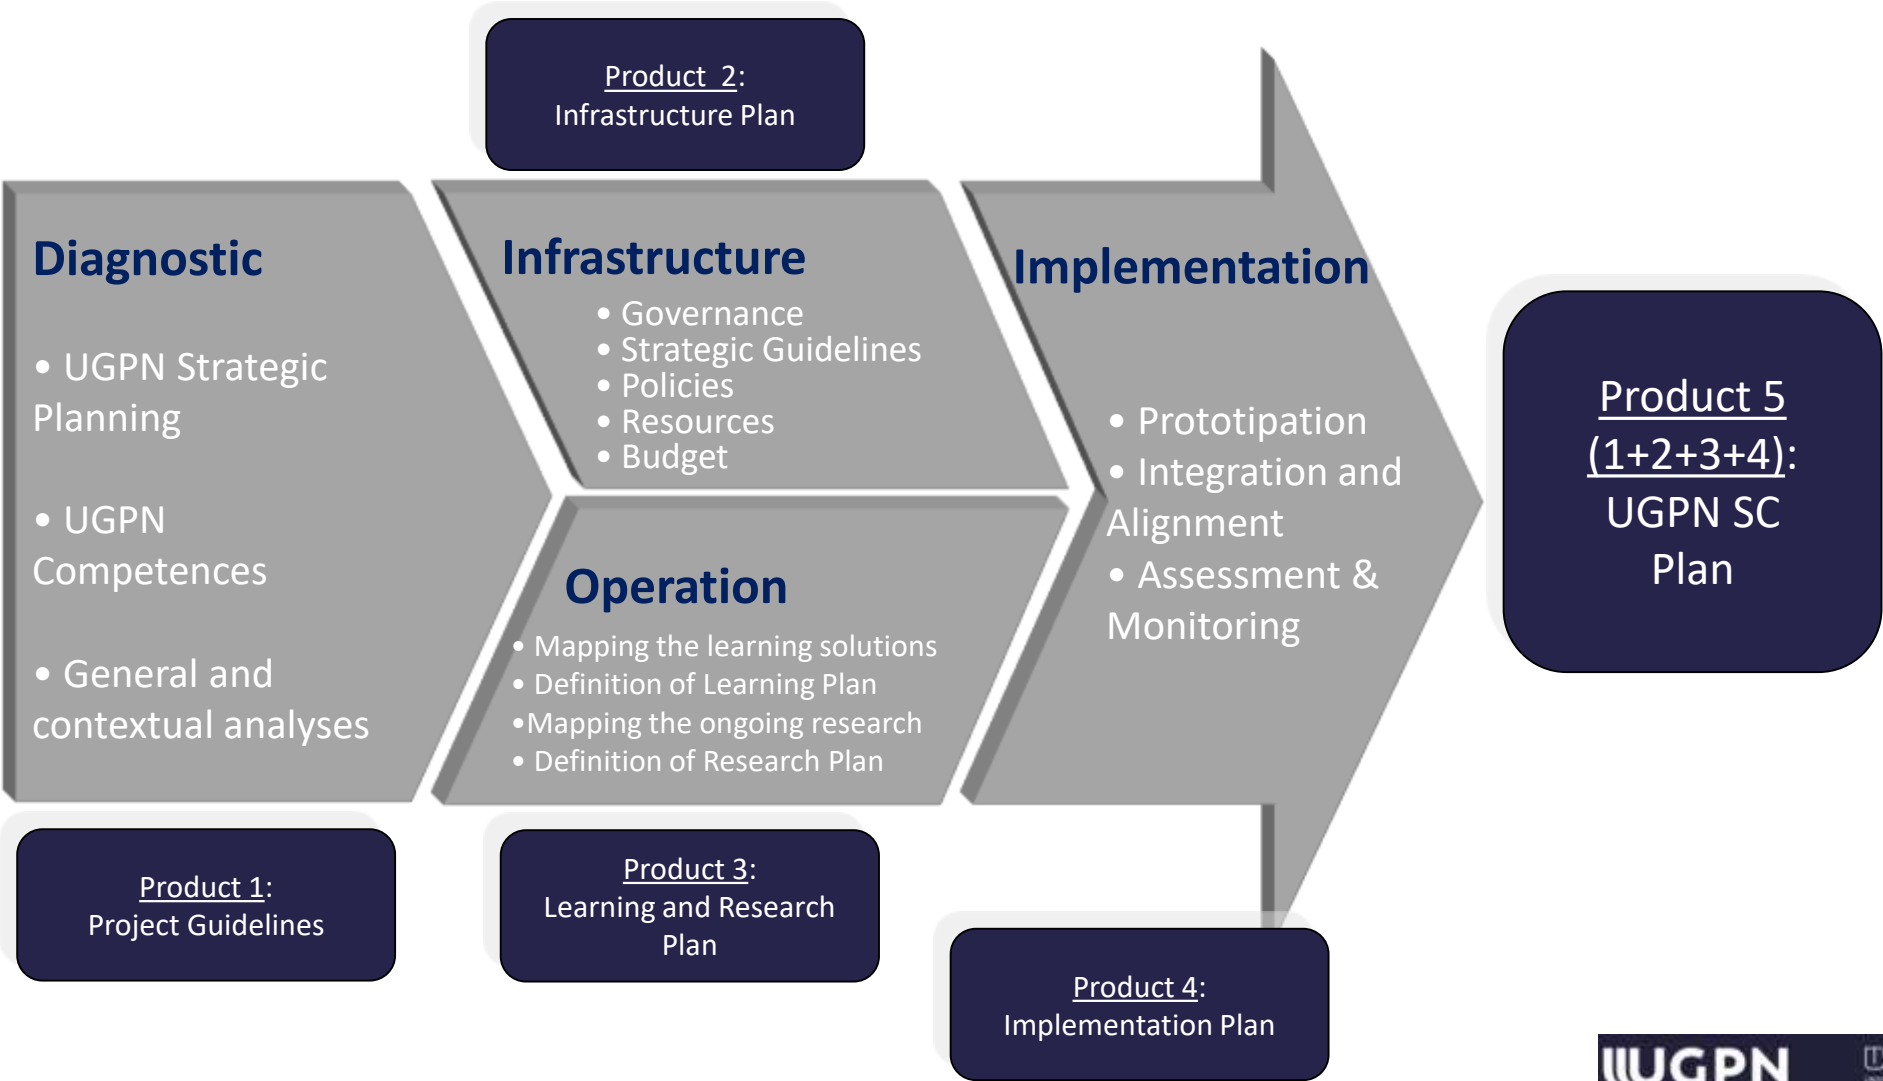 Product  2:
Infrastructure Plan
Diagnostic
• UGPN Strategic
Planning
• UGPN
Competences
• General and
contextual analyses
Infrastructure
• Governance
• Strategic Guidelines
• Policies
• Resources
• Budget
Operation
• Mapping the learning solutions
• Definition of Learning Plan
•Mapping the ongoing research
• Definition of Research Plan
Implementation
• Prototipation
• Integration and
Alignment
• Assessment &
Monitoring
Product 5
(1+2+3+4):
UGPN SC
Plan
Product 1:
Project Guidelines
Product 3:
Learning and Research
Plan
Product 4:
Implementation Plan
UGPN